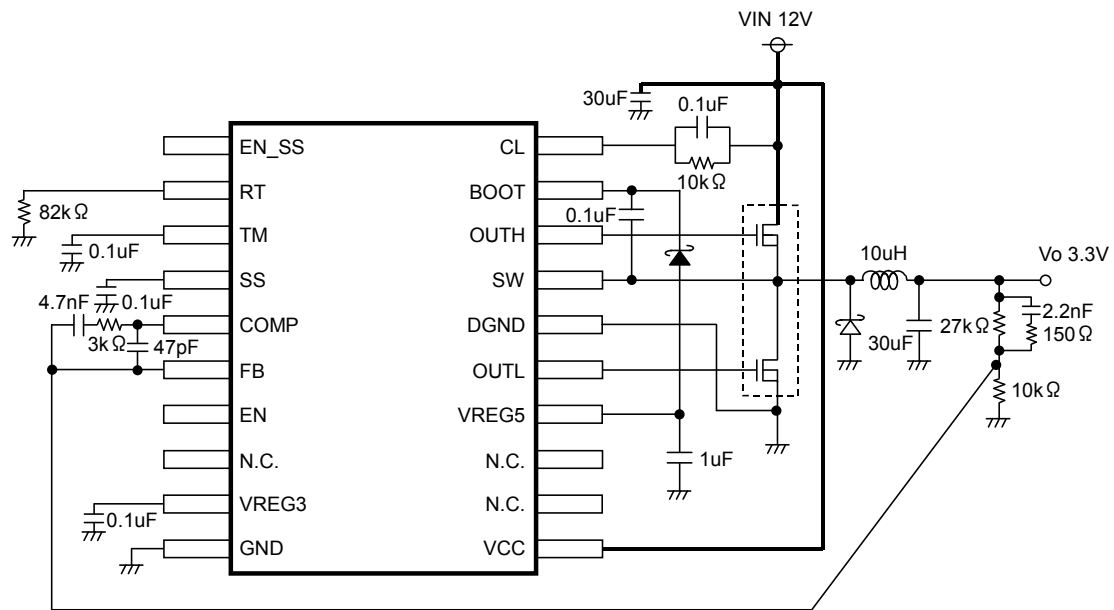 VIN 12V
30uF
0.1uF
10kΩ
EN_SS
CL
RT
BOOT
82kΩ
0.1uF
TM
OUTH
0.1uF
10uH
Vo 3.3V
SS
SW
4.7nF
0.1uF
2.2nF
COMP
DGND
27kΩ
150Ω
3kΩ
47pF
30uF
FB
OUTL
10kΩ
EN
VREG5
N.C.
N.C.
1uF
VREG3
N.C.
0.1uF
GND
VCC